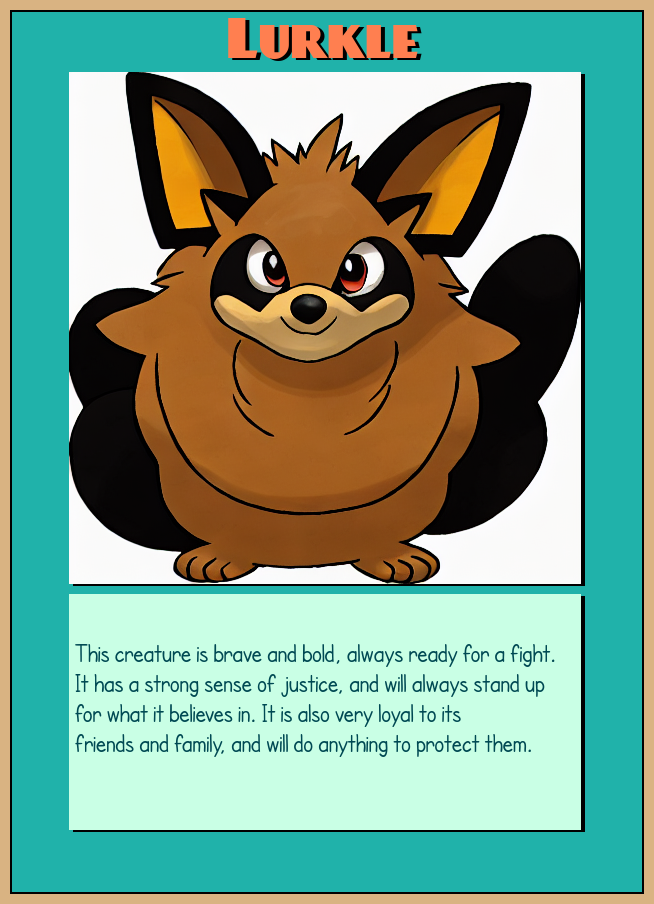 Lurkle
This creature is brave and bold, always ready for a fight.
It has a strong sense of justice, and will always stand up
for what it believes in. It is also very loyal to its
friends and family, and will do anything to protect them.